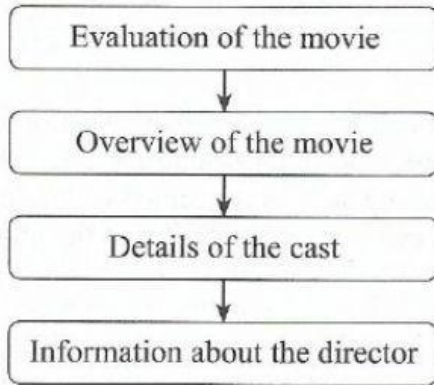 Evaluation of the movie
Overview of the movie
Details of the cast
Information about the director